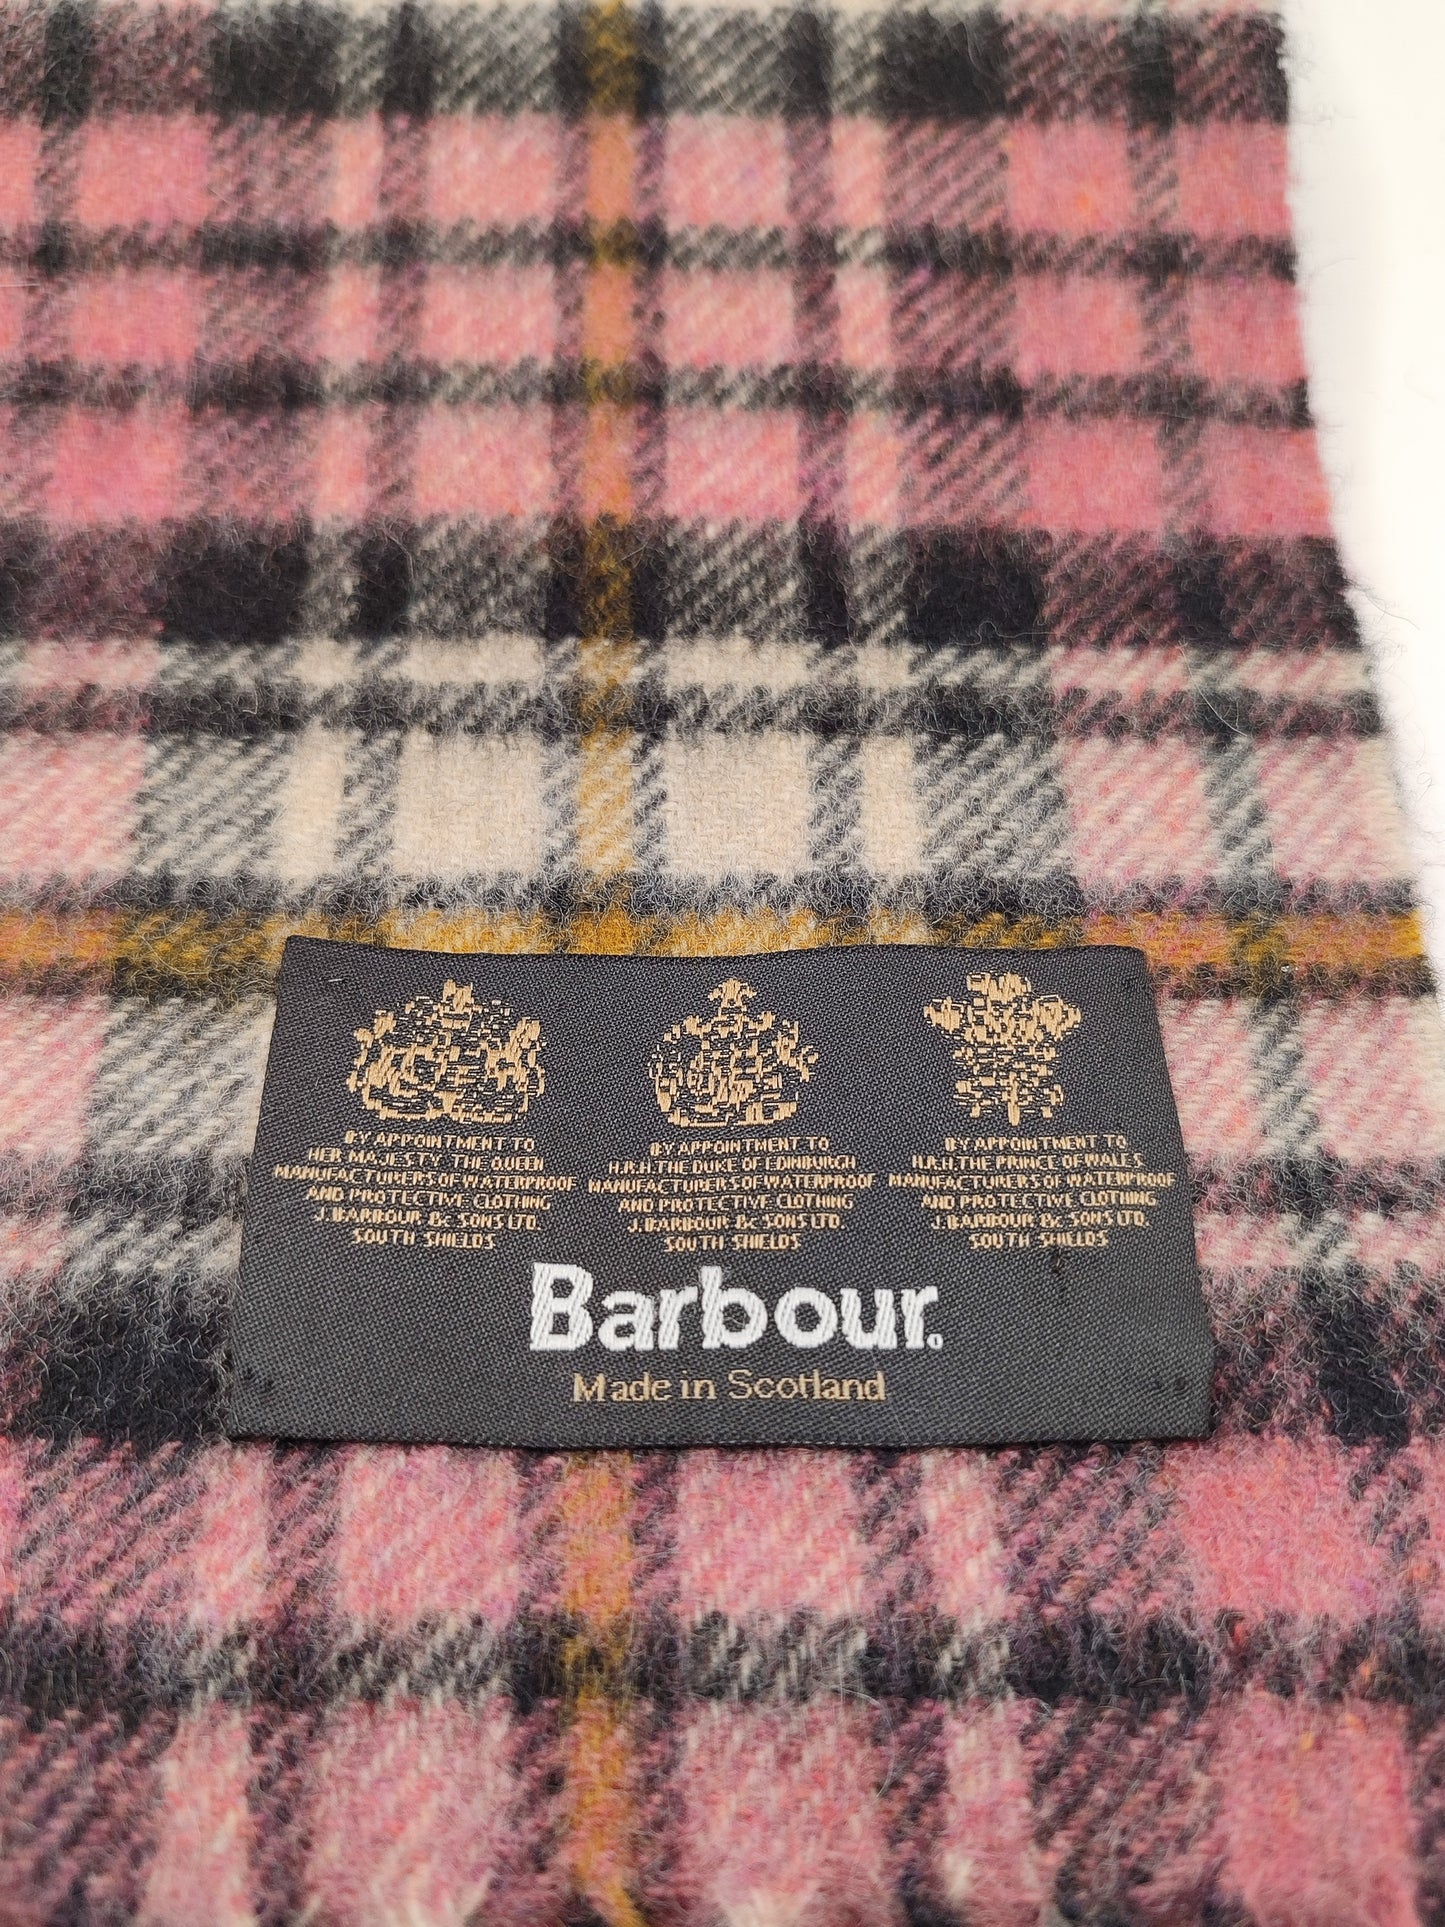 BY APPOINTMENT TO
HER MAJESTY THE QUEEN
MANUFACTURERS OF WATERPROOF
AND PROTECTIVE CLOTHING
J. BARBOUR & SONS LTD.
SOUTH SHIELDS
BY APPOINTMENT TO
H.R.H. THE DUKE OF EDINBURGH
MANUFACTURERS OF WATERPROOF
AND PROTECTIVE CLOTHING
J. BARBOUR & SONS LTD.
SOUTH SHIELDS
BY APPOINTMENT TO
H.R.H. THE PRINCE OF WALES
MANUFACTURERS OF WATERPROOF
AND PROTECTIVE CLOTHING
J. BARBOUR & SONS LTD.
SOUTH SHIELDS
Barbour
Made in Scotland